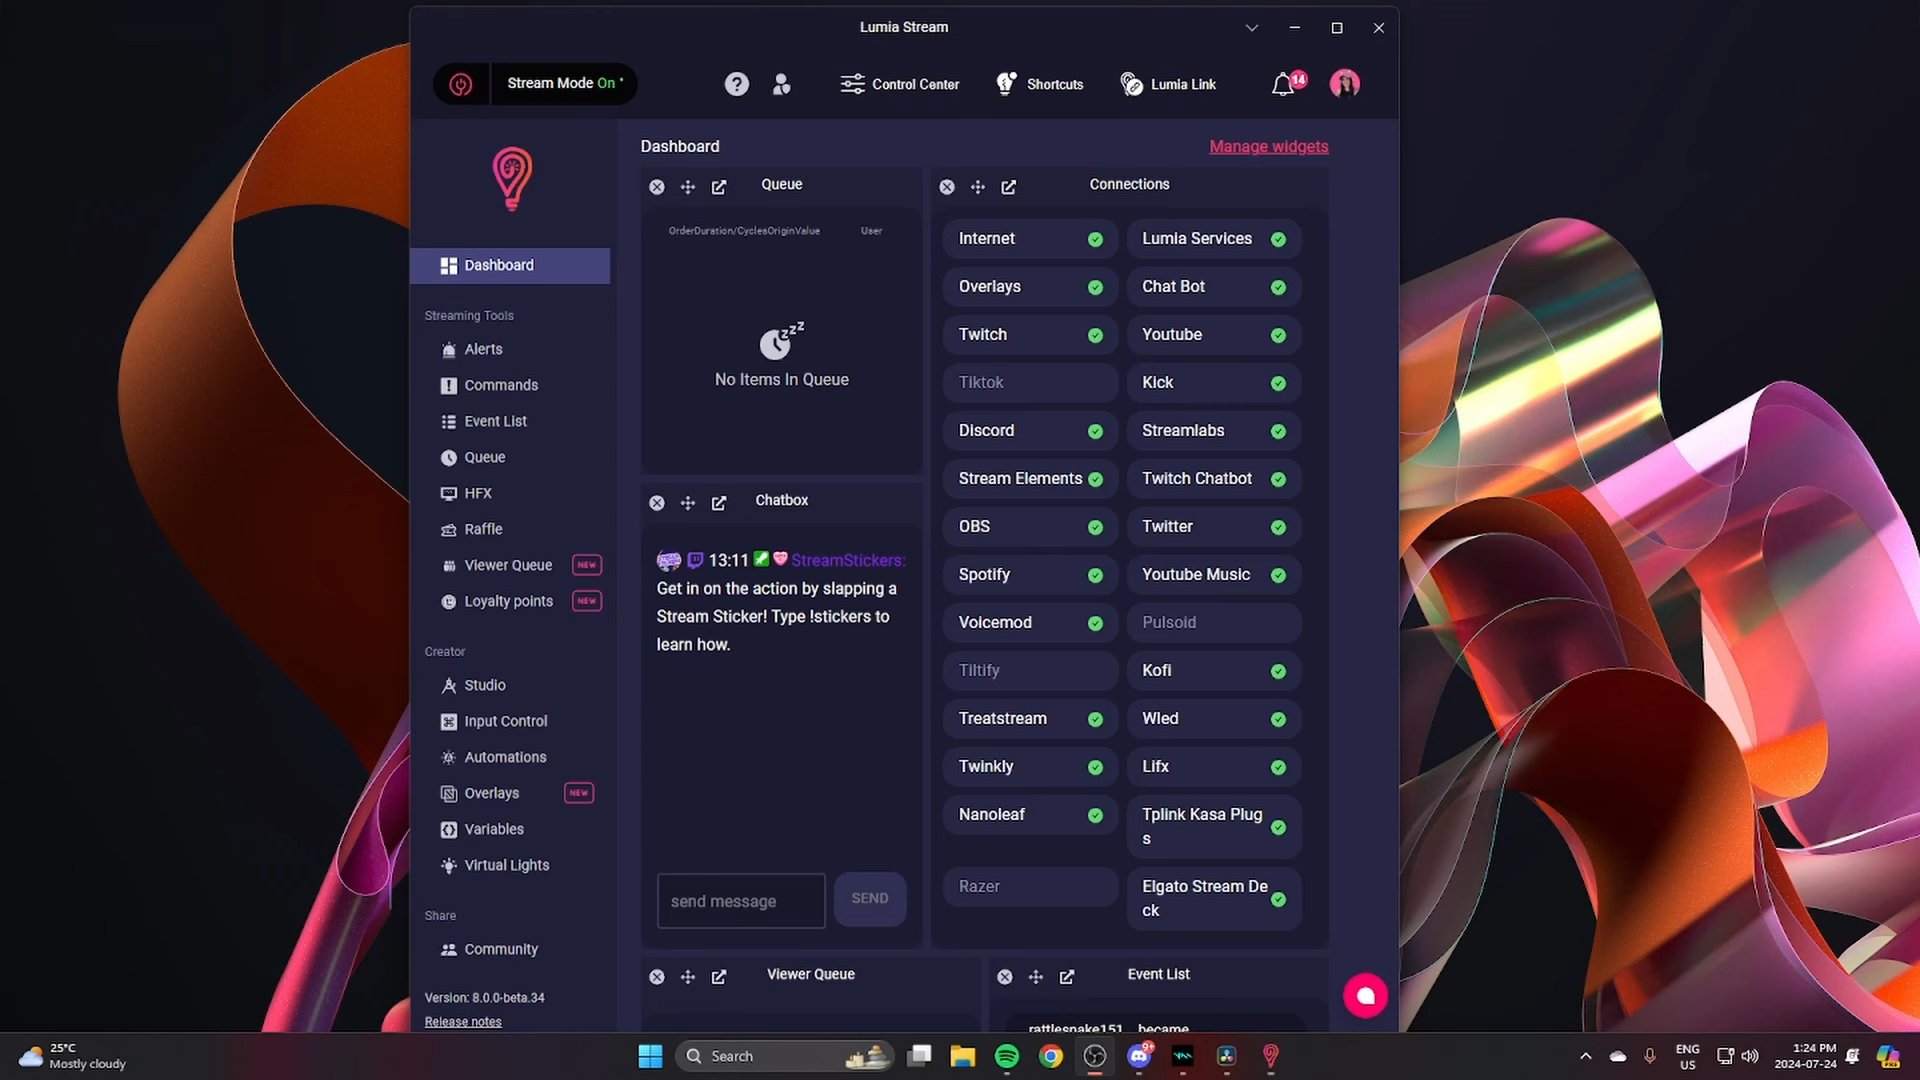 Lumia Stream
Stream Mode On
Control Center
Shortcuts
Lumia Link
14
Dashboard
Streaming Tools
Alerts
Commands
Event List
Queue
HFX
Raffle
Viewer Queue NEW
Loyalty points NEW
Creator
Studio
Input Control
Automations
Overlays NEW
Variables
Virtual Lights
Share
Community
Version: 8.0.0-beta.34
Release notes
Dashboard
Manage widgets
Queue
OrderDuration/CyclesOriginValue User
No Items In Queue
Chatbox
13:11 StreamStickers:
Get in on the action by slapping a
Stream Sticker! Type !stickers to
learn how.
send message
SEND
Connections
Internet
Lumia Services
Overlays
Chat Bot
Twitch
Youtube
Tiktok
Kick
Discord
Streamlabs
Stream Elements
Twitch Chatbot
OBS
Twitter
Spotify
Youtube Music
Voicemod
Pulsoid
Tiltify
Kofi
Treatstream
Wled
Twinkly
Lifx
Nanoleaf
Tplink Kasa Plug
s
Razer
Elgato Stream De
ck
Viewer Queue
Event List
rattlesnake151 became
25°C
Mostly cloudy
Search
9+
ENG
US
1:24 PM
2024-07-24